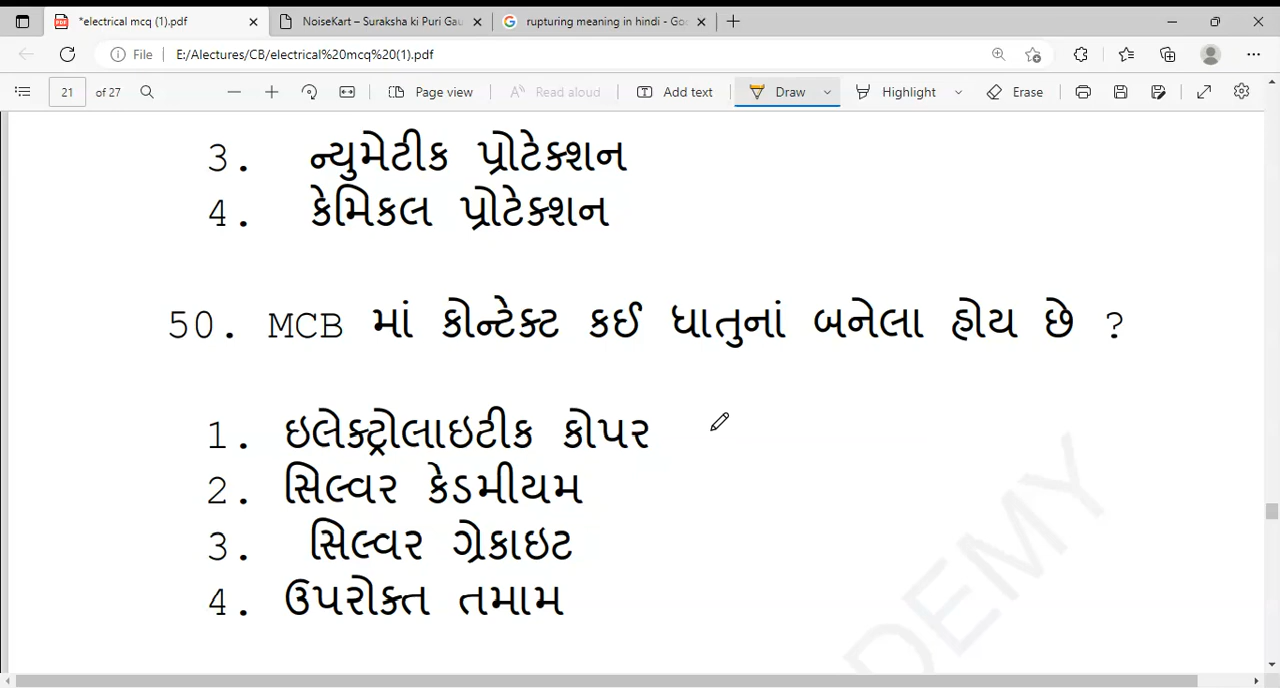 *electrical mcq (1).pdf
NoiseKart – Suraksha ki Puri Gau
rupturing meaning in hindi - Goo
File E:/Alectures/CB/electrical%20mcq%20(1).pdf
21 of 27 Page view Read aloud Add text Draw Highlight Erase
3. ન્યુમેટીક પ્રોટેક્શન
4. કેમિકલ પ્રોટેક્શન
50. MCB માં કોન્ટેક્ટ કઈ ધાતુનાં બનેલા હોય છે ?
1. ઇલેક્ટ્રોલાઇટીક કોપર
2. સિલ્વર કેડમીયમ
3. સિલ્વર ગ્રેકાઇટ
4. ઉપરોક્ત તમામ
DEMY